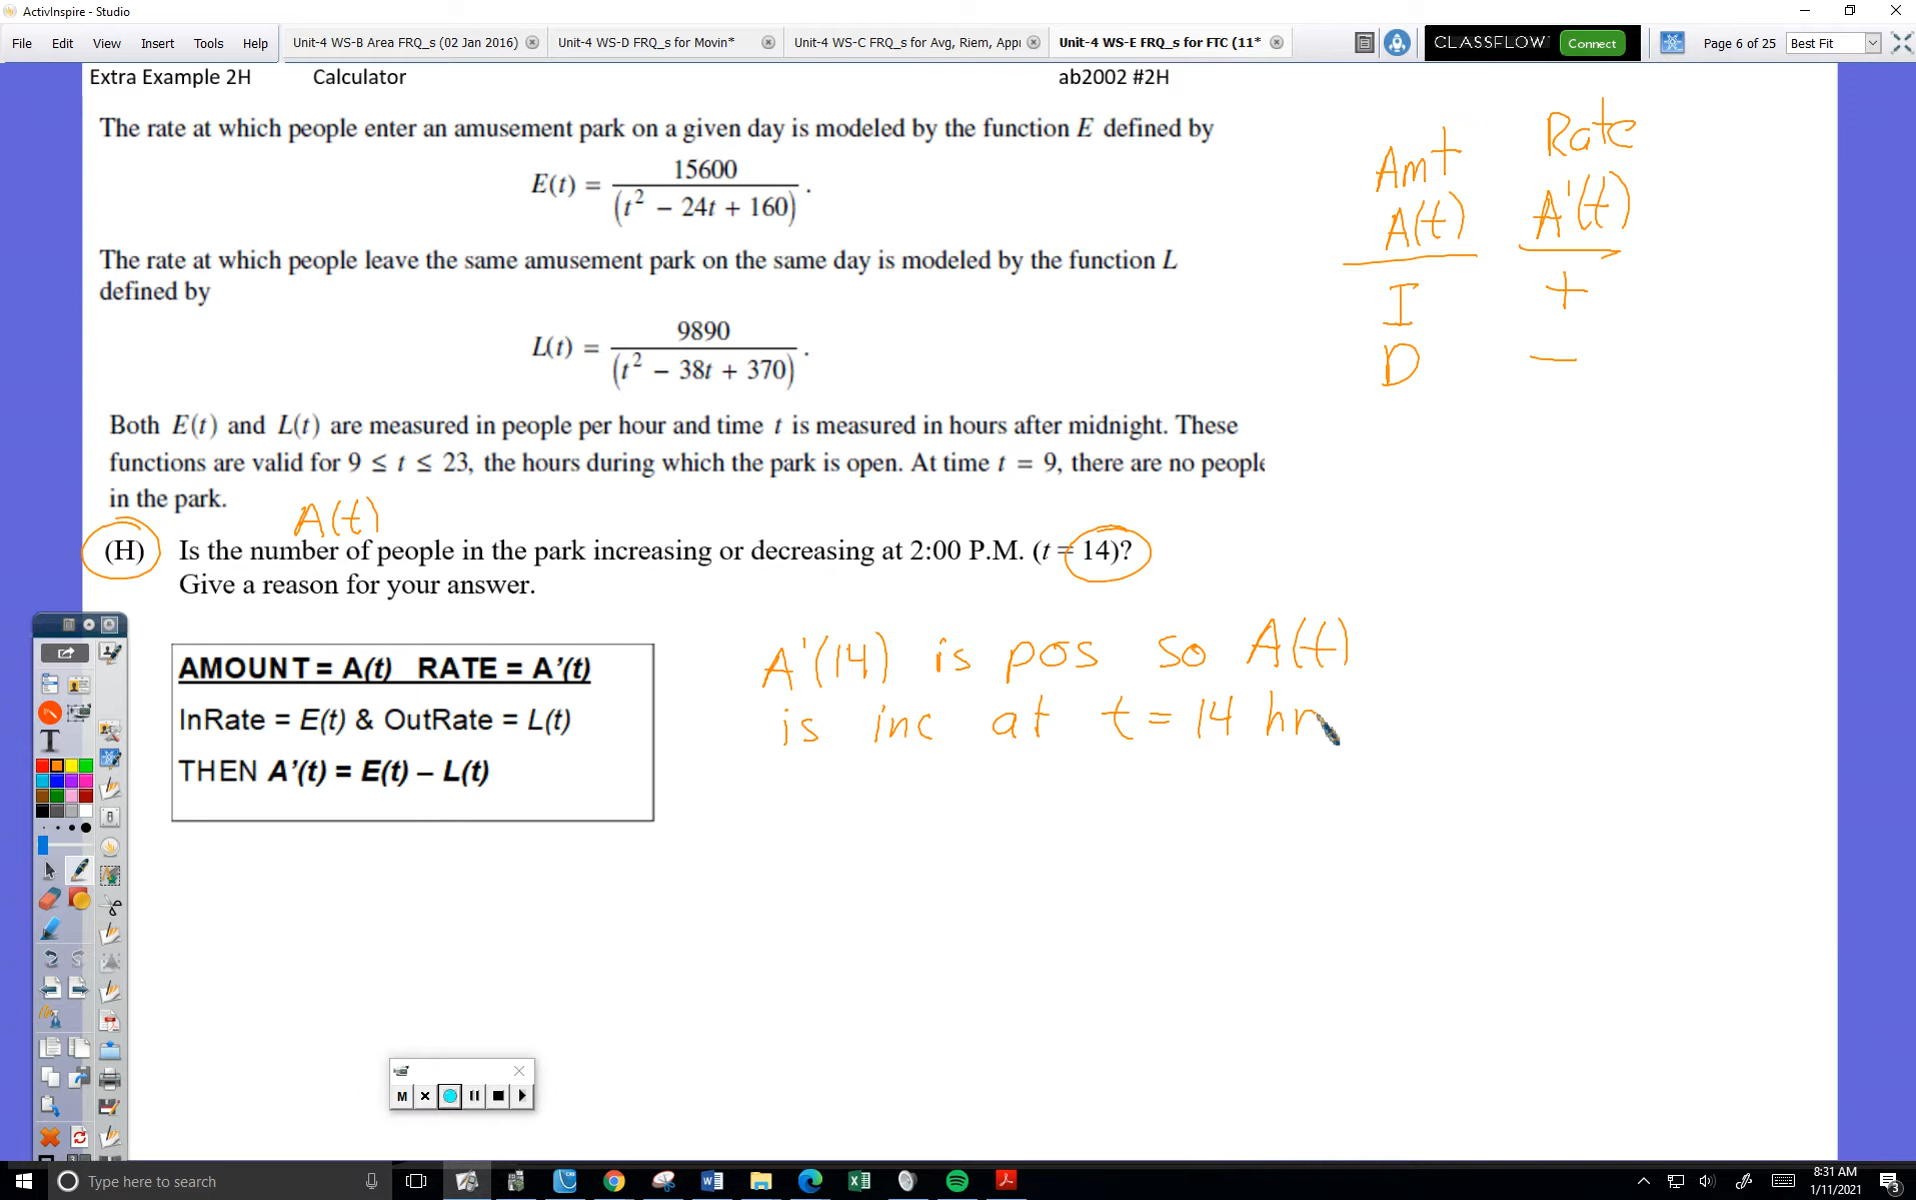 ActivInspire - Studio
File Edit View Insert Tools Help
Unit-4 WS-B Area FRQ_s (02 Jan 2016) Unit-4 WS-D FRQ_s for Movin* Unit-4 WS-C FRQ_s for Avg, Riem, Appr Unit-4 WS-E FRQ_s for FTC (11*
CLASSFLOW Connect
Page 6 of 25 Best Fit
Extra Example 2H Calculator ab2002 #2H
The rate at which people enter an amusement park on a given day is modeled by the function E defined by
E(t) = 15600 / (t² − 24t + 160) .
The rate at which people leave the same amusement park on the same day is modeled by the function L
defined by
L(t) = 9890 / (t² − 38t + 370) .
Both E(t) and L(t) are measured in people per hour and time t is measured in hours after midnight. These
functions are valid for 9 ≤ t ≤ 23, the hours during which the park is open. At time t = 9, there are no people
in the park.
A(t)
(H) Is the number of people in the park increasing or decreasing at 2:00 P.M. (t = 14)?
Give a reason for your answer.
Amt Rate
A(t) A'(t)
I +
D −
AMOUNT = A(t) RATE = A’(t)
InRate = E(t) & OutRate = L(t)
THEN A’(t) = E(t) – L(t)
A'(14) is pos so A(t)
is inc at t = 14 hr
M
Type here to search
8:31 AM
1/11/2021
3